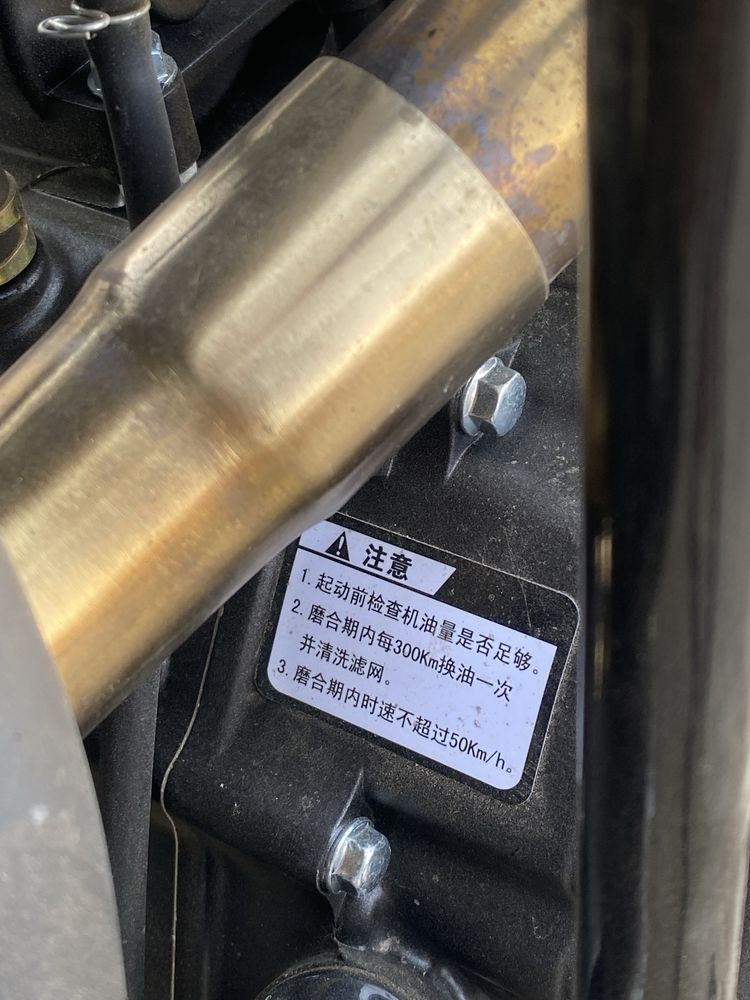 注意
1. 起动前检查机油量是否足够。
2. 磨合期内每300Km换油一次
并清洗滤网。
3. 磨合期内时速不超过50Km/h。